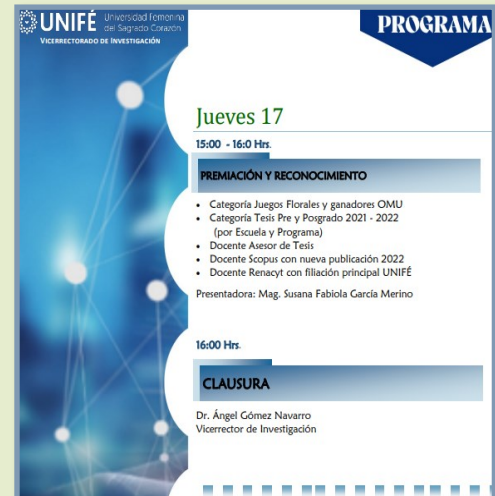 UNIFÉ Universidad Femenina
del Sagrado Corazón
VICERRECTORADO DE INVESTIGACIÓN
PROGRAMA
Jueves 17
15:00 - 16:0 Hrs.
PREMIACIÓN Y RECONOCIMIENTO
• Categoría Juegos Florales y ganadores OMU
• Categoría Tesis Pre y Posgrado 2021 - 2022
(por Escuela y Programa)
• Docente Asesor de Tesis
• Docente Scopus con nueva publicación 2022
• Docente Renacyt con filiación principal UNIFÉ
Presentadora: Mag. Susana Fabiola García Merino
16:00 Hrs.
CLAUSURA
Dr. Ángel Gómez Navarro
Vicerrector de Investigación